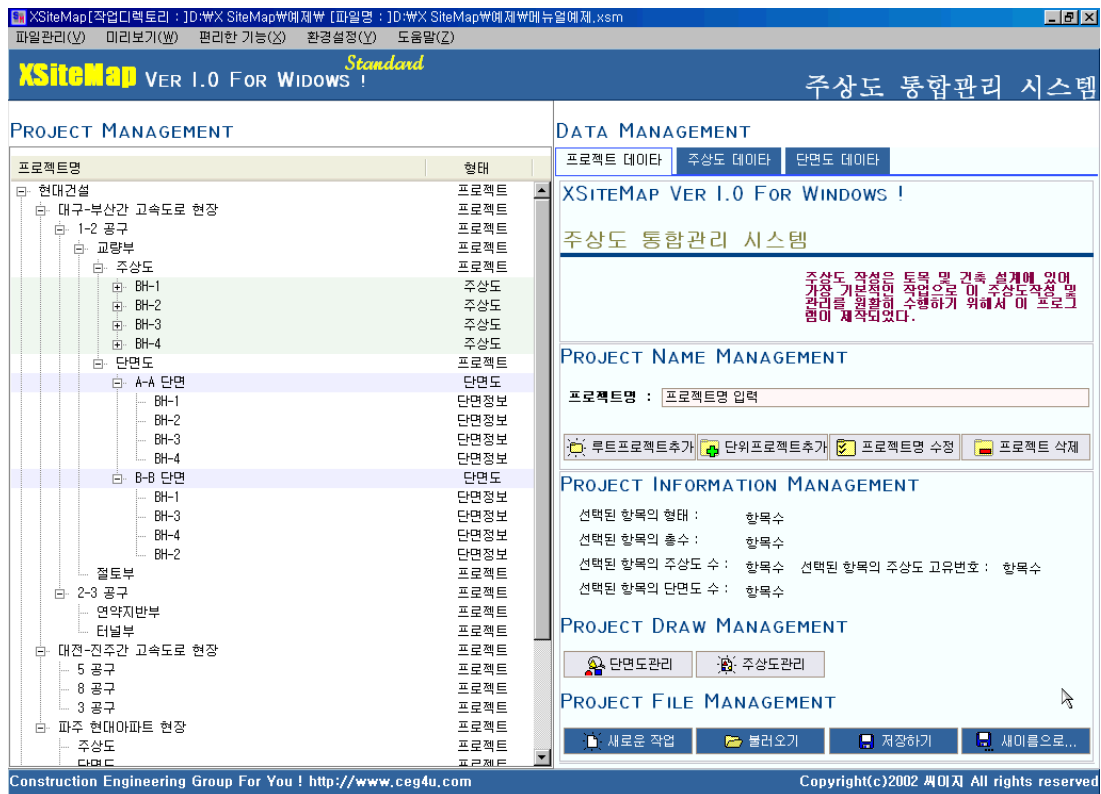 XSiteMap[작업디렉토리 : ]D:\X SiteMap\예제\ [파일명 : ]D:\X SiteMap\예제\메뉴얼예제.xsm
파일관리(V) 미리보기(W) 편리한 기능(X) 환경설정(Y) 도움말(Z)
XSiteMap VER 1.0 FOR WIDOWS !
Standard
주상도 통합관리 시스템
PROJECT MANAGEMENT
프로젝트명 형태
현대건설 프로젝트
대구-부산간 고속도로 현장 프로젝트
1-2 공구 프로젝트
교량부 프로젝트
주상도 프로젝트
BH-1 주상도
BH-2 주상도
BH-3 주상도
BH-4 주상도
단면도 프로젝트
A-A 단면 단면도
BH-1 단면정보
BH-2 단면정보
BH-3 단면정보
BH-4 단면정보
B-B 단면 단면도
BH-1 단면정보
BH-3 단면정보
BH-4 단면정보
BH-2 단면정보
절토부 프로젝트
2-3 공구 프로젝트
연약지반부 프로젝트
터널부 프로젝트
대전-진주간 고속도로 현장 프로젝트
5 공구 프로젝트
8 공구 프로젝트
3 공구 프로젝트
파주 현대아파트 현장 프로젝트
주상도 프로젝트
단면도 프로젝트
DATA MANAGEMENT
프로젝트 데이타 주상도 데이타 단면도 데이타
XSITEMAP VER 1.0 FOR WINDOWS !
주상도 통합관리 시스템
주상도 작성은 토목 및 건축 설계에 있어
가장 기본적인 작업으로 이 주상도작성 및
관리를 원활히 수행하기 위해서 이 프로그
램이 제작되었다.
PROJECT NAME MANAGEMENT
프로젝트명 : 프로젝트명 입력
루트프로젝트추가 단위프로젝트추가 프로젝트명 수정 프로젝트 삭제
PROJECT INFORMATION MANAGEMENT
선택된 항목의 형태 : 항목수
선택된 항목의 총수 : 항목수
선택된 항목의 주상도 수 : 항목수 선택된 항목의 주상도 고유번호 : 항목수
선택된 항목의 단면도 수 : 항목수
PROJECT DRAW MANAGEMENT
단면도관리 주상도관리
PROJECT FILE MANAGEMENT
새로운 작업 불러오기 저장하기 새이름으로...
Construction Engineering Group For You ! http://www.ceg4u.com
Copyright(c)2002 씨이지 All rights reserved